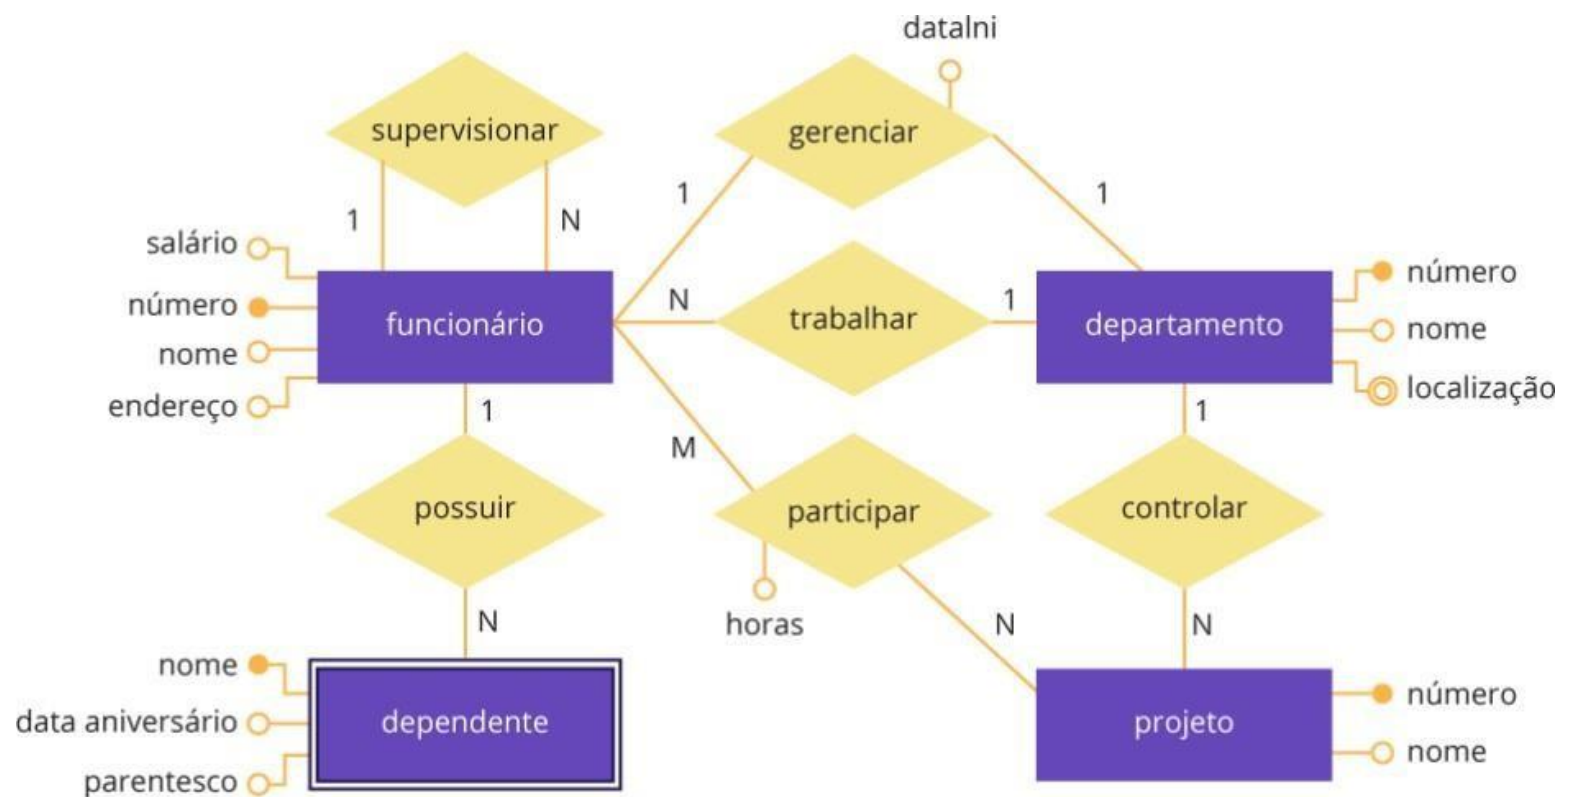 dataIni
supervisionar
gerenciar
1
N
1
1
salário
número
nome
endereço
funcionário
N
trabalhar
1
departamento
número
nome
localização
1
M
1
possuir
participar
controlar
horas
N
N
N
nome
data aniversário
parentesco
dependente
projeto
número
nome